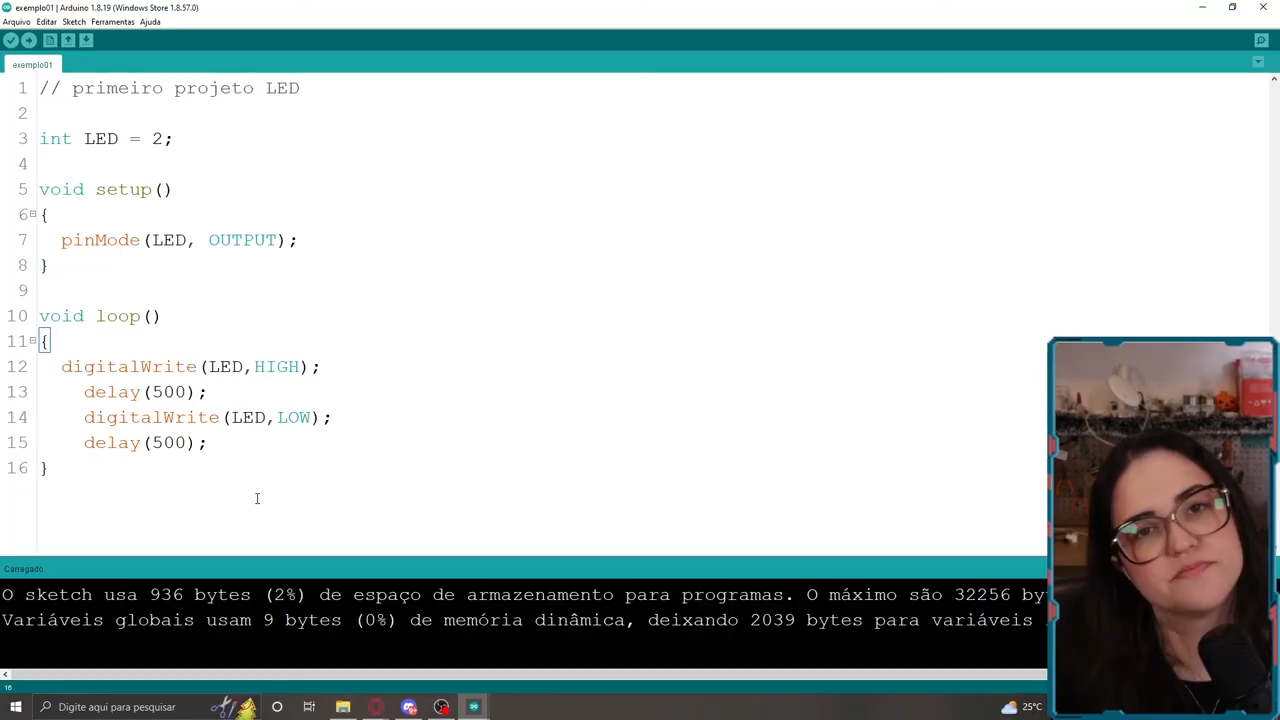 exemplo01 | Arduino 1.8.19 (Windows Store 1.8.57.0)
Arquivo Editar Sketch Ferramentas Ajuda
exemplo01
1 // primeiro projeto LED
2
3 int LED = 2;
4
5 void setup()
6 {
7 pinMode(LED, OUTPUT);
8 }
9
10 void loop()
11 {
12 digitalWrite(LED,HIGH);
13 delay(500);
14 digitalWrite(LED,LOW);
15 delay(500);
16 }
Carregado.
O sketch usa 936 bytes (2%) de espaço de armazenamento para programas. O máximo são 32256 by
Variáveis globais usam 9 bytes (0%) de memória dinâmica, deixando 2039 bytes para variáveis
16
Digite aqui para pesquisar
25°C